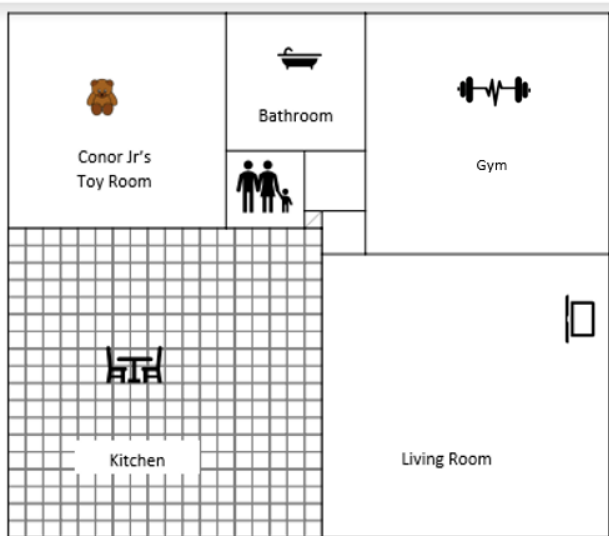 Bathroom
Conor Jr's
Toy Room
Gym
Kitchen
Living Room